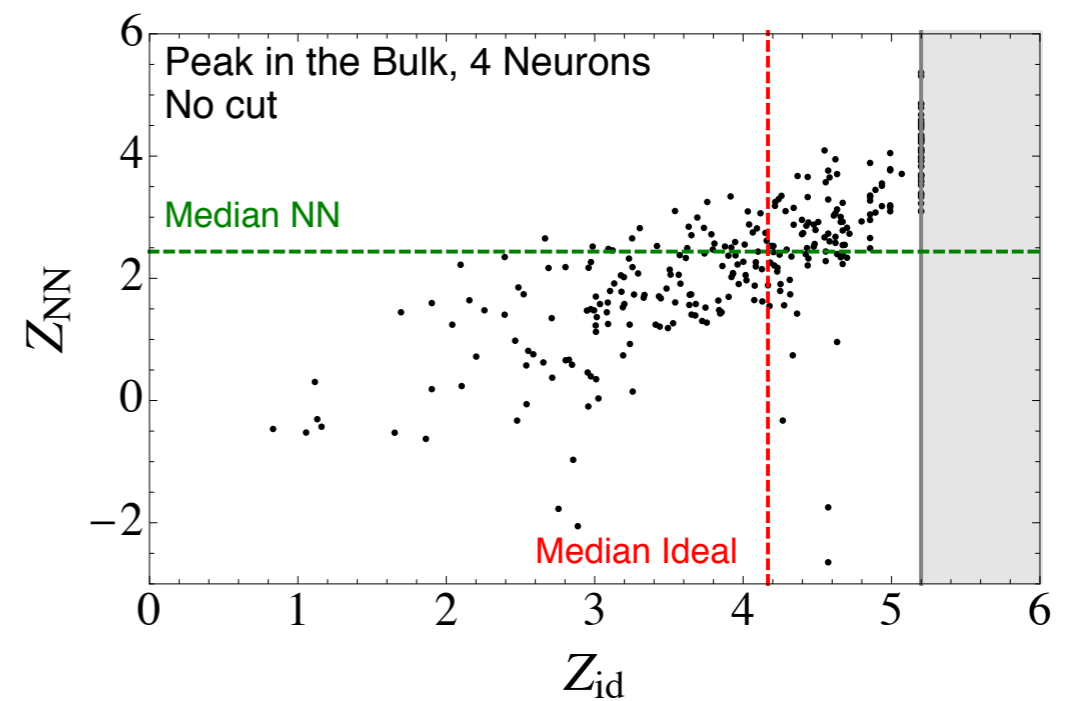 Peak in the Bulk, 4 Neurons
No cut
Median NN
Median Ideal
6
4
2
0
−2
Z_NN
0 1 2 3 4 5 6
Z_id